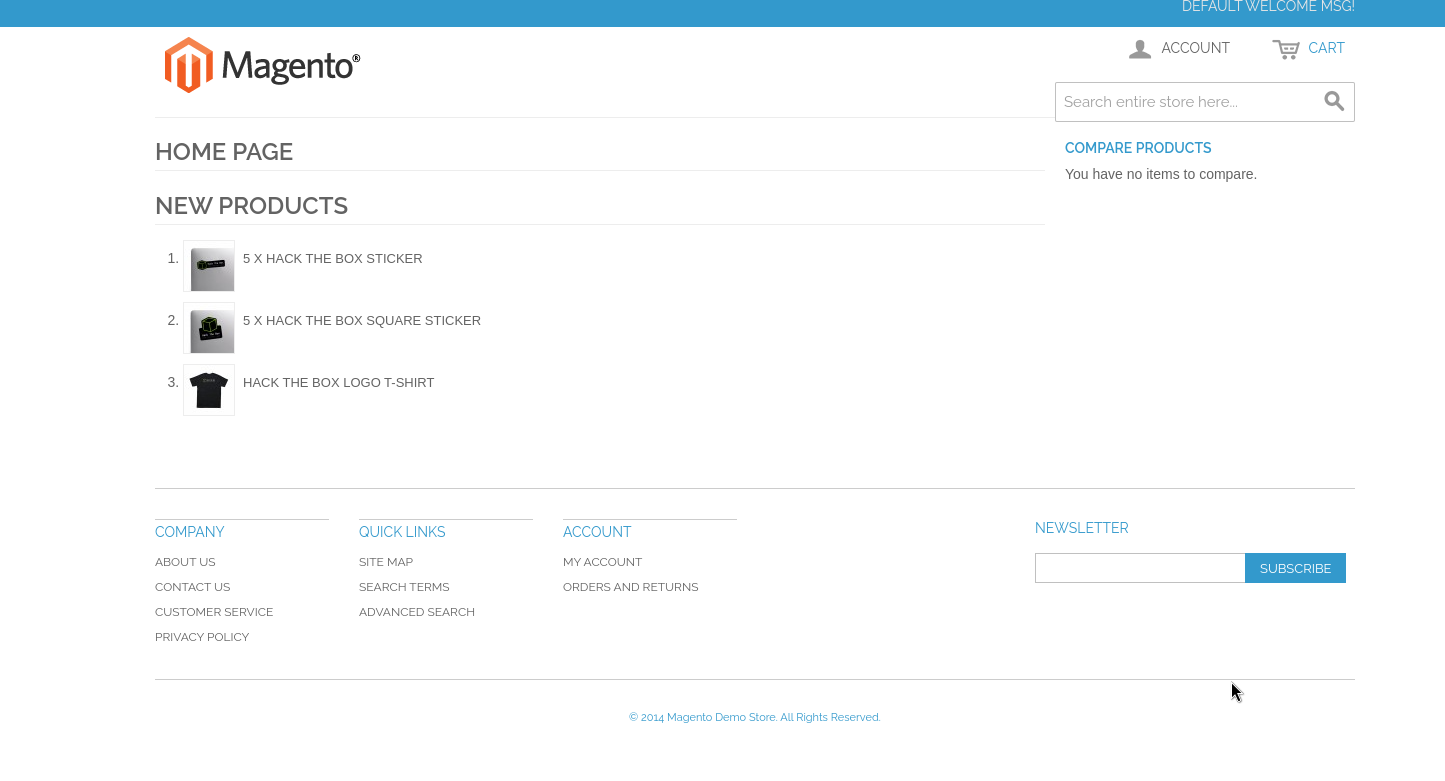 DEFAULT WELCOME MSG!
Magento®
ACCOUNT
CART
Search entire store here...
HOME PAGE
COMPARE PRODUCTS
You have no items to compare.
NEW PRODUCTS
1. 5 X HACK THE BOX STICKER
2. 5 X HACK THE BOX SQUARE STICKER
3. HACK THE BOX LOGO T-SHIRT
COMPANY
ABOUT US
CONTACT US
CUSTOMER SERVICE
PRIVACY POLICY
QUICK LINKS
SITE MAP
SEARCH TERMS
ADVANCED SEARCH
ACCOUNT
MY ACCOUNT
ORDERS AND RETURNS
NEWSLETTER
SUBSCRIBE
© 2014 Magento Demo Store. All Rights Reserved.